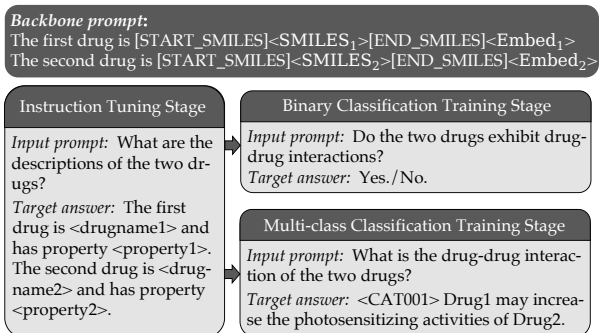 Backbone prompt:
The first drug is [START_SMILES]<SMILES₁>[END_SMILES]<Embed₁>
The second drug is [START_SMILES]<SMILES₂>[END_SMILES]<Embed₂>
Instruction Tuning Stage
Input prompt: What are the
descriptions of the two dr-
ugs?
Target answer: The first
drug is <drugname1> and
has property <property1>.
The second drug is <drug-
name2> and has property
<property2>.
Binary Classification Training Stage
Input prompt: Do the two drugs exhibit drug-
drug interactions?
Target answer: Yes./No.
Multi-class Classification Training Stage
Input prompt: What is the drug-drug interac-
tion of the two drugs?
Target answer: <CAT001> Drug1 may increa-
se the photosensitizing activities of Drug2.